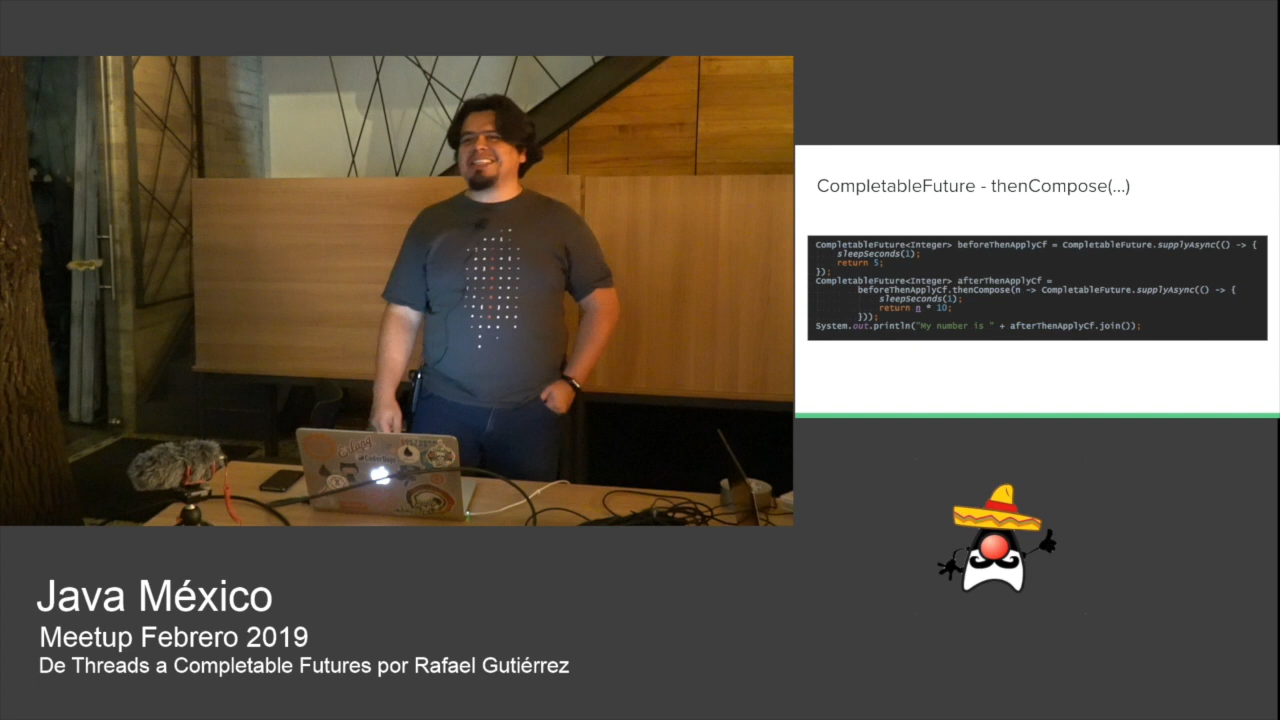 CompletableFuture - thenCompose(...)
CompletableFuture<Integer> beforeThenApplyCf = CompletableFuture.supplyAsync(() -> {
sleepSeconds(1);
return 5;
});
CompletableFuture<Integer> afterThenApplyCf =
beforeThenApplyCf.thenCompose(n -> CompletableFuture.supplyAsync(() -> {
sleepSeconds(1);
return n * 10;
}));
System.out.println("My number is " + afterThenApplyCf.join());
Java México
Meetup Febrero 2019
De Threads a Completable Futures por Rafael Gutiérrez